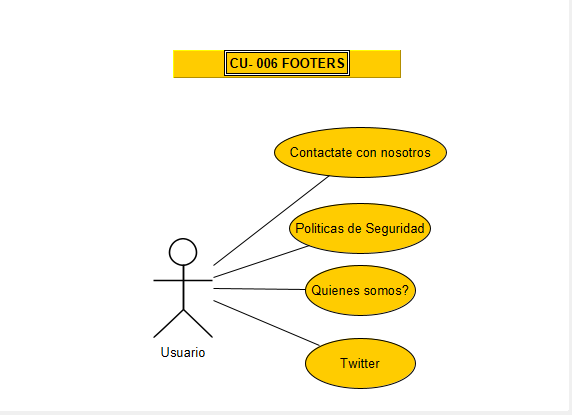 CU- 006 FOOTERS
Contactate con nosotros
Politicas de Seguridad
Quienes somos?
Twitter
Usuario